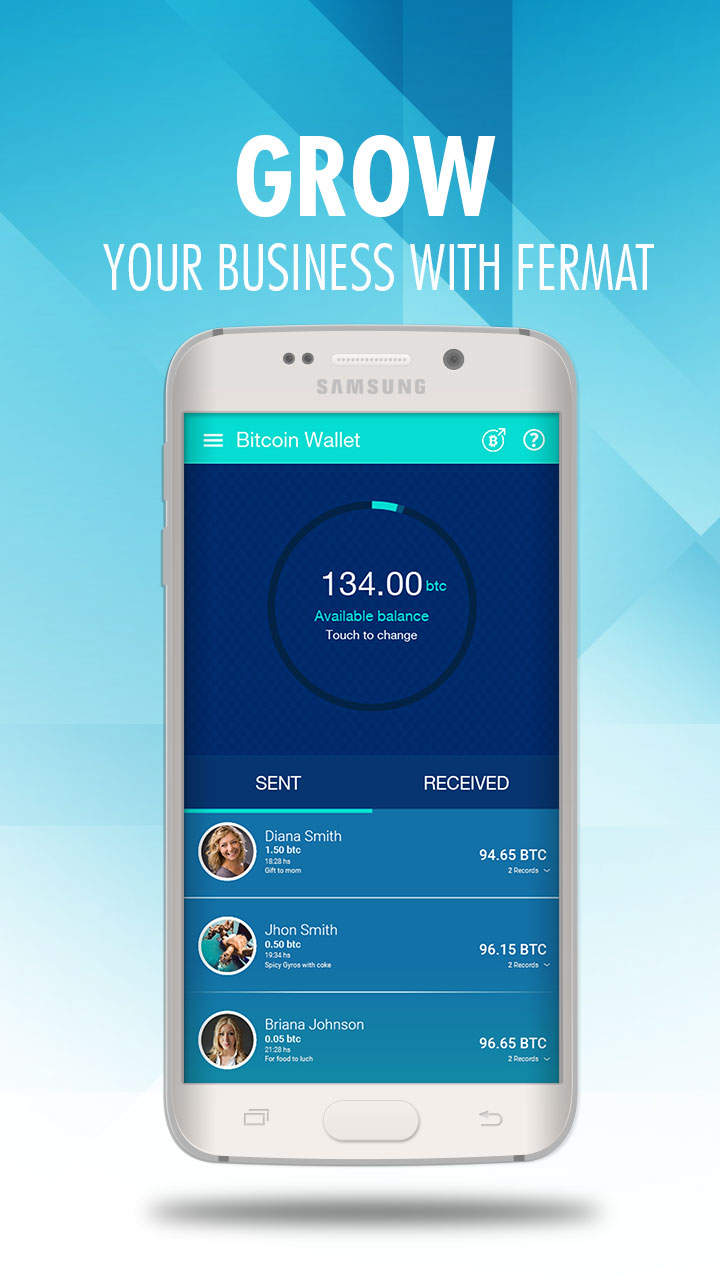 GROW
YOUR BUSINESS WITH FERMAT
SAMSUNG
Bitcoin Wallet
134.00 btc
Available balance
Touch to change
SENT
RECEIVED
Diana Smith
1.50 btc
18:28 hs
Gift to mom
94.65 BTC
2 Records
Jhon Smith
0.50 btc
19:34 hs
Spicy Gyros with coke
96.15 BTC
2 Records
Briana Johnson
0.05 btc
21:28 hs
For food to luch
96.65 BTC
2 Records